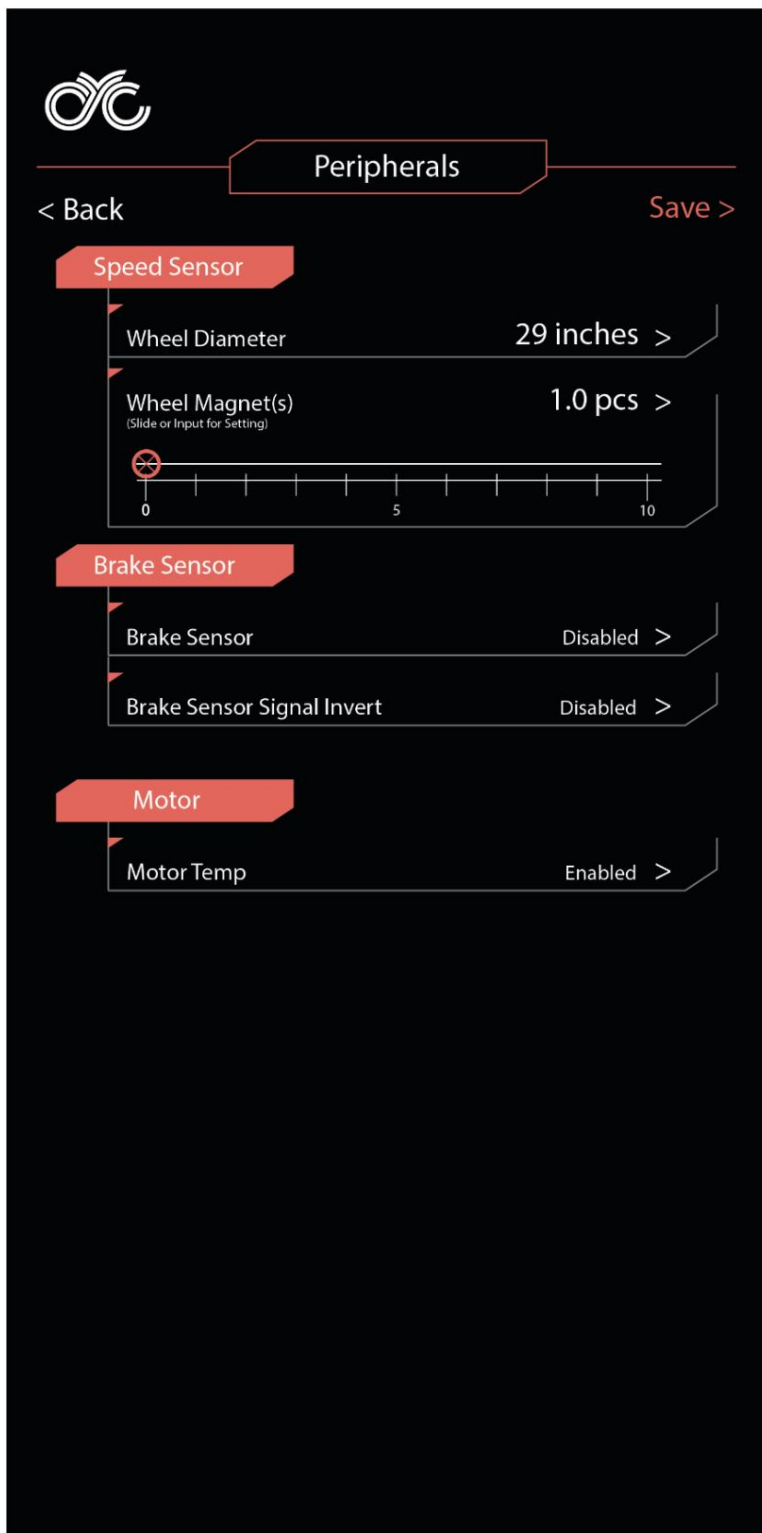 CYC
Peripherals
< Back
Save >
Speed Sensor
Wheel Diameter 29 inches >
Wheel Magnet(s) 1.0 pcs >
(Slide or Input for Setting)
0 5 10
Brake Sensor
Brake Sensor Disabled >
Brake Sensor Signal Invert Disabled >
Motor
Motor Temp Enabled >